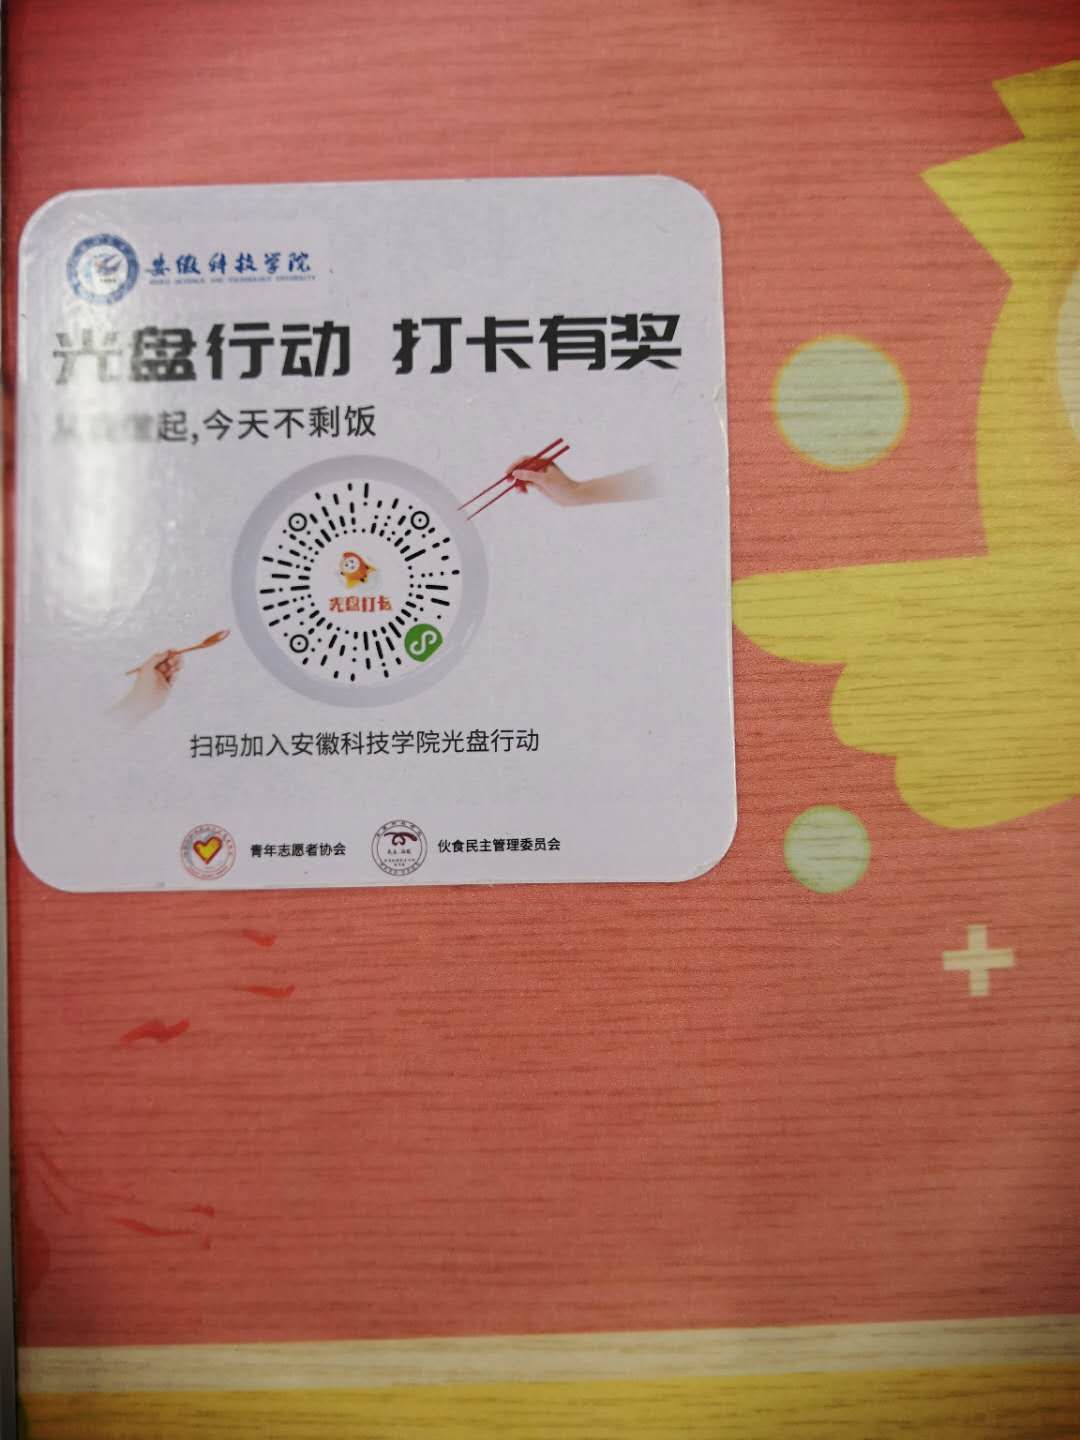 安徽科技学院
光盘行动 打卡有奖
起,今天不剩饭
光盘打卡
扫码加入安徽科技学院光盘行动
青年志愿者协会 伙食民主管理委员会